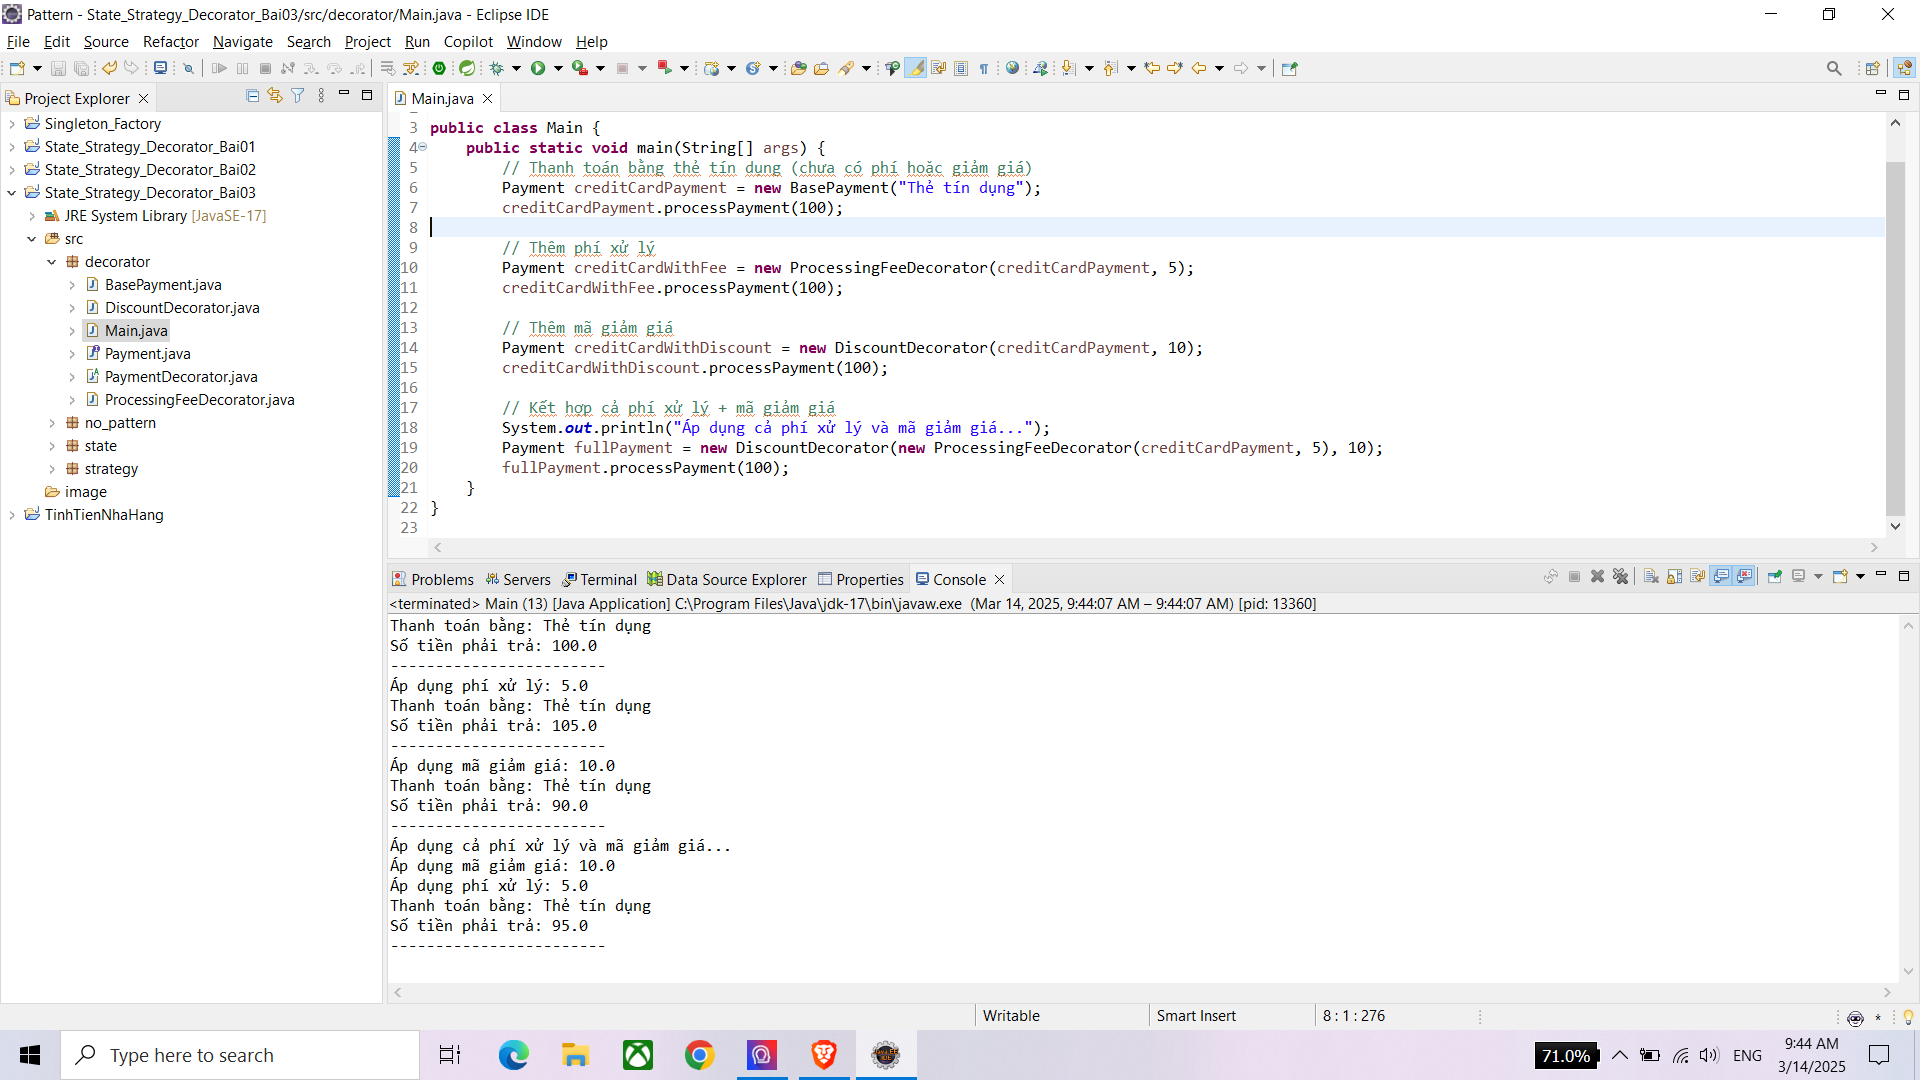 Pattern - State_Strategy_Decorator_Bai03/src/decorator/Main.java - Eclipse IDE
File Edit Source Refactor Navigate Search Project Run Copilot Window Help
Project Explorer
Singleton_Factory
State_Strategy_Decorator_Bai01
State_Strategy_Decorator_Bai02
State_Strategy_Decorator_Bai03
JRE System Library [JavaSE-17]
src
decorator
BasePayment.java
DiscountDecorator.java
Main.java
Payment.java
PaymentDecorator.java
ProcessingFeeDecorator.java
no_pattern
state
strategy
image
TinhTienNhaHang
Main.java
3 public class Main {
4 public static void main(String[] args) {
5 // Thanh toán bằng thẻ tín dụng (chưa có phí hoặc giảm giá)
6 Payment creditCardPayment = new BasePayment("Thẻ tín dụng");
7 creditCardPayment.processPayment(100);
8
9 // Thêm phí xử lý
10 Payment creditCardWithFee = new ProcessingFeeDecorator(creditCardPayment, 5);
11 creditCardWithFee.processPayment(100);
12
13 // Thêm mã giảm giá
14 Payment creditCardWithDiscount = new DiscountDecorator(creditCardPayment, 10);
15 creditCardWithDiscount.processPayment(100);
16
17 // Kết hợp cả phí xử lý + mã giảm giá
18 System.out.println("Áp dụng cả phí xử lý và mã giảm giá...");
19 Payment fullPayment = new DiscountDecorator(new ProcessingFeeDecorator(creditCardPayment, 5), 10);
20 fullPayment.processPayment(100);
21 }
22 }
23
Problems Servers Terminal Data Source Explorer Properties Console
<terminated> Main (13) [Java Application] C:\Program Files\Java\jdk-17\bin\javaw.exe (Mar 14, 2025, 9:44:07 AM – 9:44:07 AM) [pid: 13360]
Thanh toán bằng: Thẻ tín dụng
Số tiền phải trả: 100.0
------------------------
Áp dụng phí xử lý: 5.0
Thanh toán bằng: Thẻ tín dụng
Số tiền phải trả: 105.0
------------------------
Áp dụng mã giảm giá: 10.0
Thanh toán bằng: Thẻ tín dụng
Số tiền phải trả: 90.0
------------------------
Áp dụng cả phí xử lý và mã giảm giá...
Áp dụng mã giảm giá: 10.0
Áp dụng phí xử lý: 5.0
Thanh toán bằng: Thẻ tín dụng
Số tiền phải trả: 95.0
------------------------
Writable Smart Insert 8 : 1 : 276
Type here to search
71.0% ENG
9:44 AM
3/14/2025